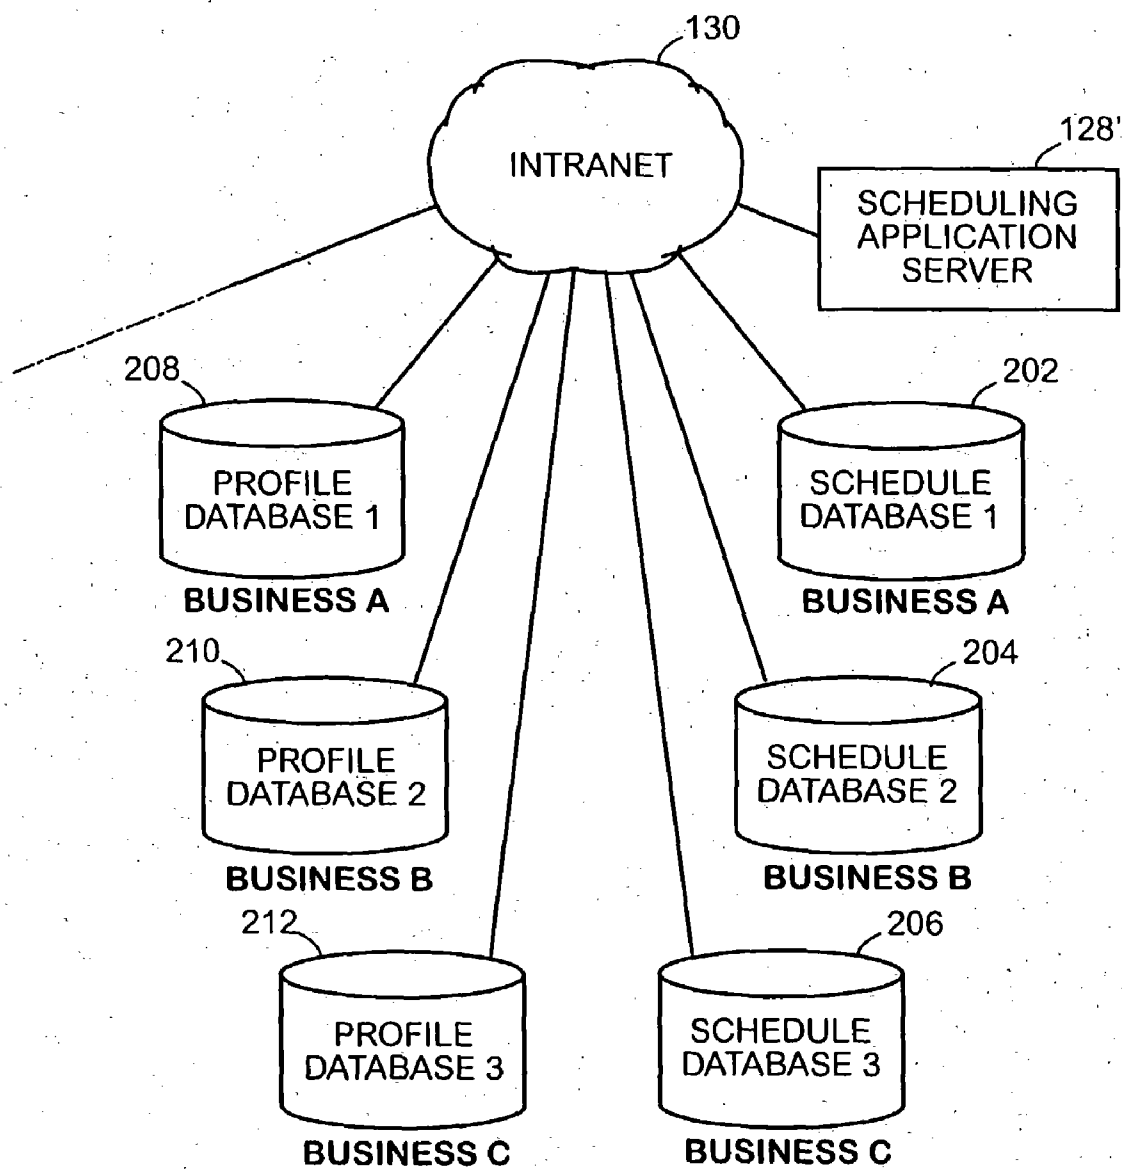 130
INTRANET
128'
SCHEDULING
APPLICATION
SERVER
208
PROFILE
DATABASE 1
BUSINESS A
202
SCHEDULE
DATABASE 1
BUSINESS A
210
PROFILE
DATABASE 2
BUSINESS B
204
SCHEDULE
DATABASE 2
BUSINESS B
212
PROFILE
DATABASE 3
BUSINESS C
206
SCHEDULE
DATABASE 3
BUSINESS C